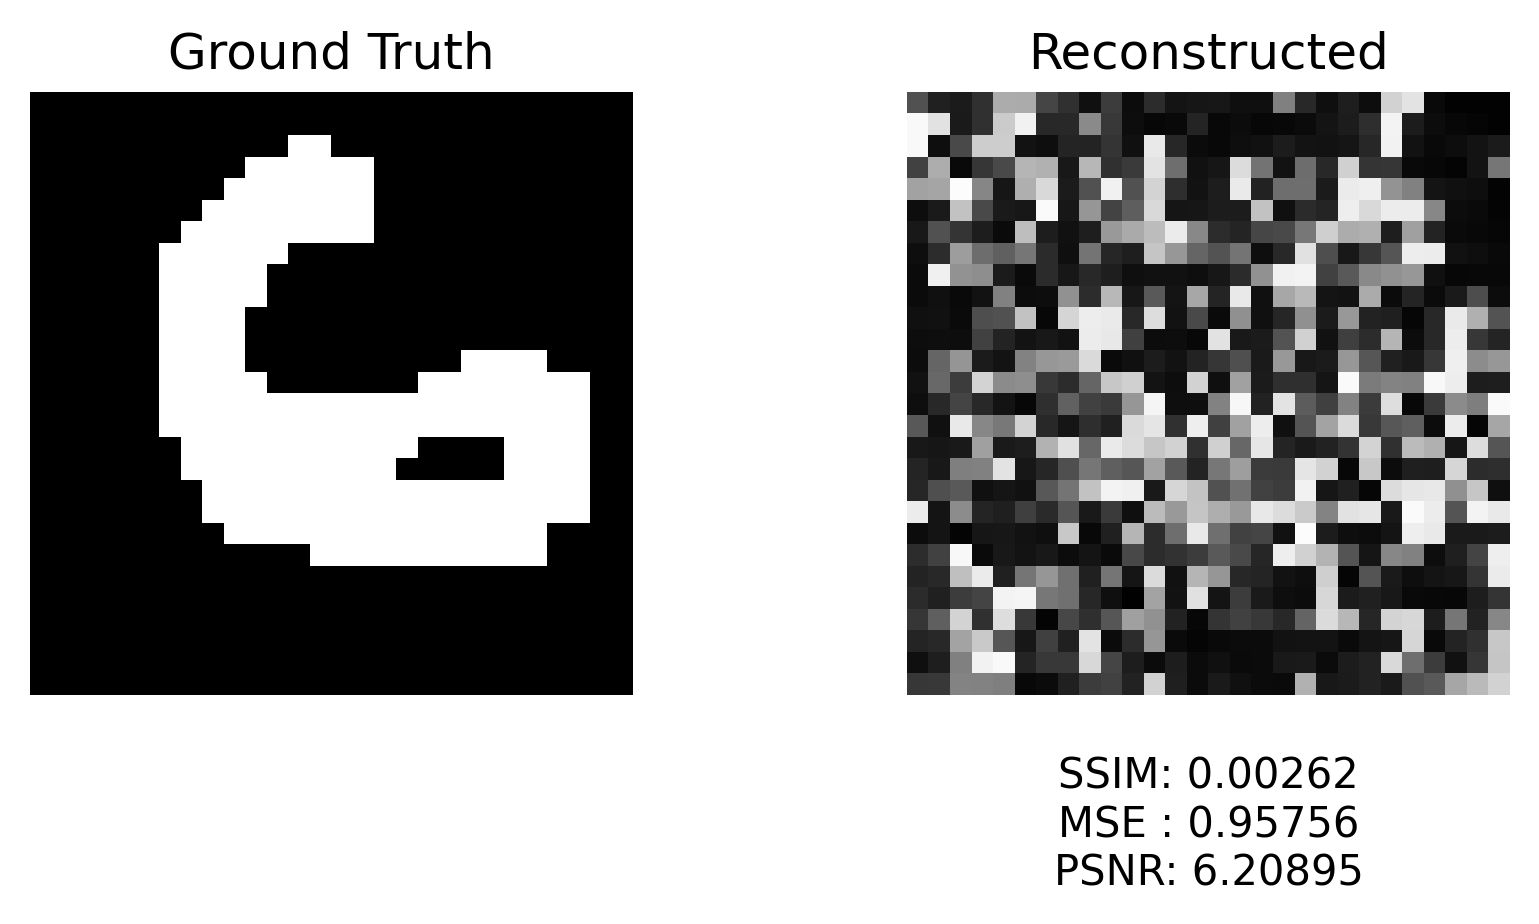 Ground Truth
Reconstructed
SSIM: 0.00262
MSE : 0.95756
PSNR: 6.20895